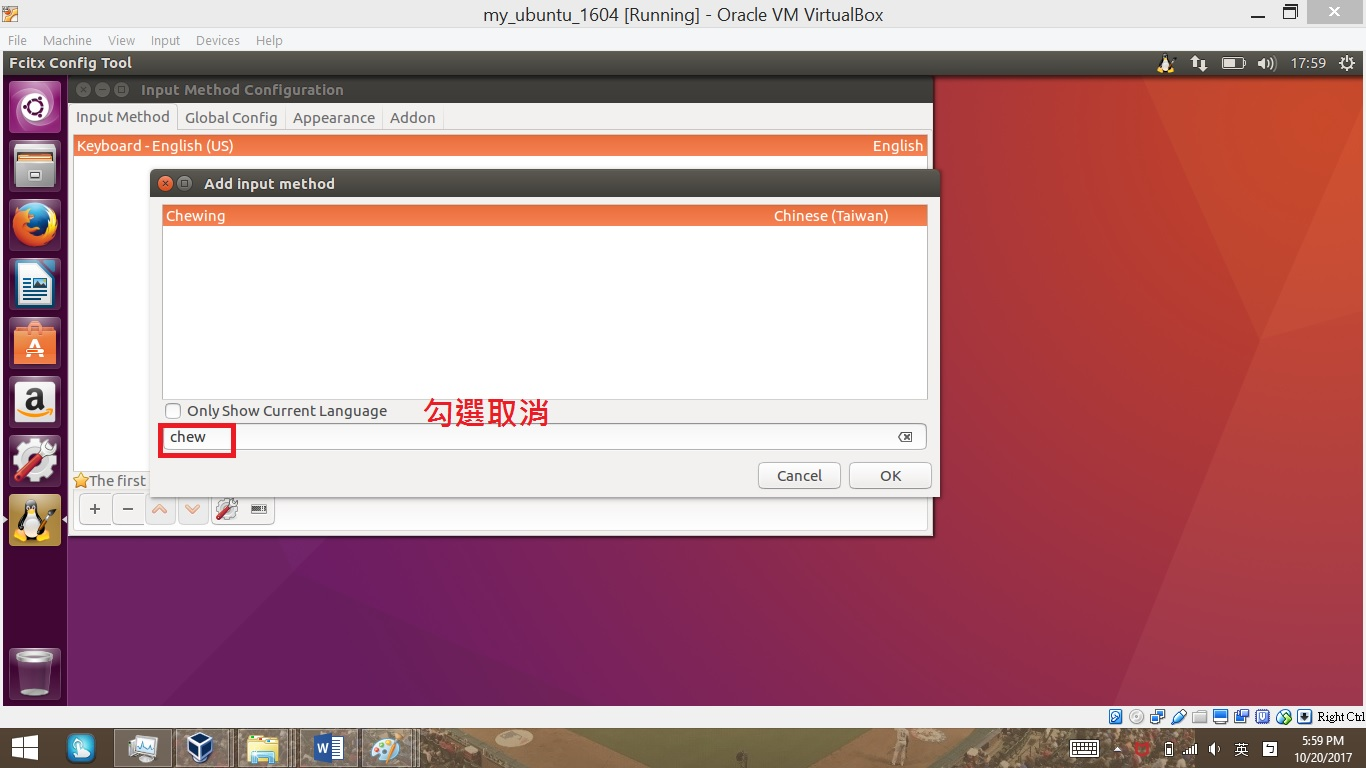 my_ubuntu_1604 [Running] - Oracle VM VirtualBox
File Machine View Input Devices Help
Fcitx Config Tool
17:59
Input Method Configuration
Input Method Global Config Appearance Addon
Keyboard - English (US) English
Add input method
Chewing Chinese (Taiwan)
Only Show Current Language
勾選取消
chew
The first
Cancel OK
Right Ctrl
英
5:59 PM
10/20/2017